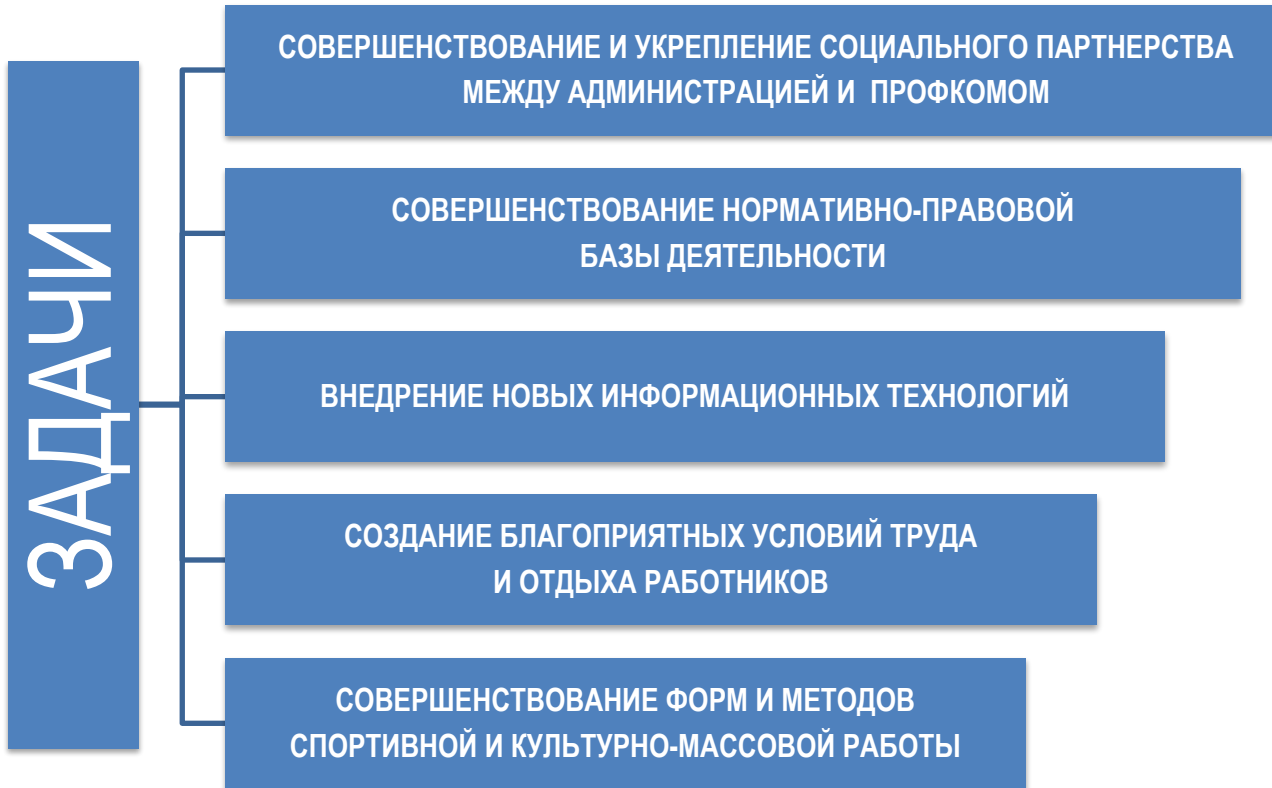 ЗАДАЧИ
СОВЕРШЕНСТВОВАНИЕ И УКРЕПЛЕНИЕ СОЦИАЛЬНОГО ПАРТНЕРСТВА
МЕЖДУ АДМИНИСТРАЦИЕЙ И ПРОФКОМОМ
СОВЕРШЕНСТВОВАНИЕ НОРМАТИВНО-ПРАВОВОЙ
БАЗЫ ДЕЯТЕЛЬНОСТИ
ВНЕДРЕНИЕ НОВЫХ ИНФОРМАЦИОННЫХ ТЕХНОЛОГИЙ
СОЗДАНИЕ БЛАГОПРИЯТНЫХ УСЛОВИЙ ТРУДА
И ОТДЫХА РАБОТНИКОВ
СОВЕРШЕНСТВОВАНИЕ ФОРМ И МЕТОДОВ
СПОРТИВНОЙ И КУЛЬТУРНО-МАССОВОЙ РАБОТЫ